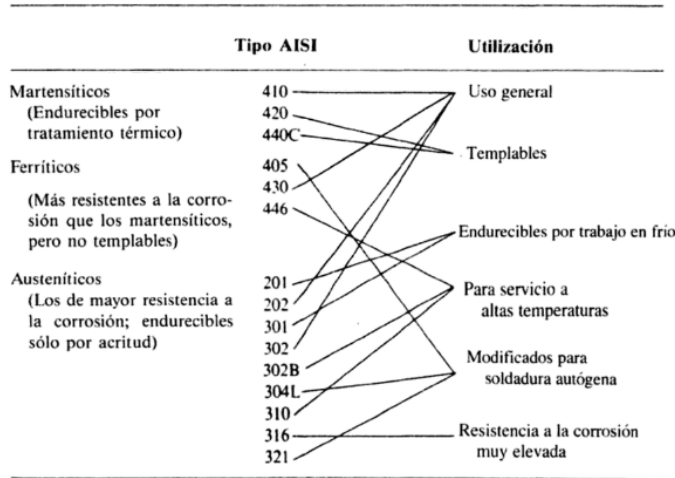 Tipo AISI Utilización
Martensíticos 410 Uso general
(Endurecibles por 420
tratamiento térmico) 440C Templables
Ferríticos 405
430
(Más resistentes a la corro- 446
sión que los martensíticos,
pero no templables) Endurecibles por trabajo en frío
Austeníticos 201
(Los de mayor resistencia a 202 Para servicio a
la corrosión; endurecibles 301 altas temperaturas
sólo por acritud) 302
302B Modificados para
304L soldadura autógena
310
316 Resistencia a la corrosión
321 muy elevada